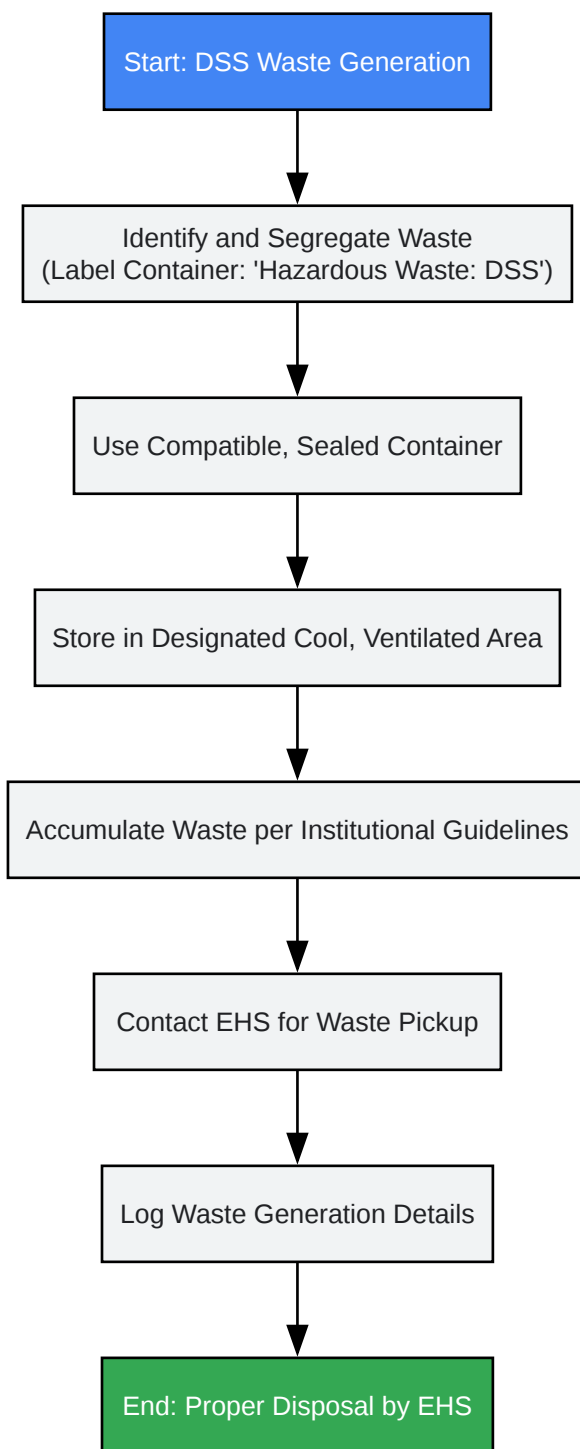 Start: DSS Waste Generation
Identify and Segregate Waste
(Label Container: 'Hazardous Waste: DSS')
Use Compatible, Sealed Container
Store in Designated Cool, Ventilated Area
Accumulate Waste per Institutional Guidelines
Contact EHS for Waste Pickup
Log Waste Generation Details
End: Proper Disposal by EHS